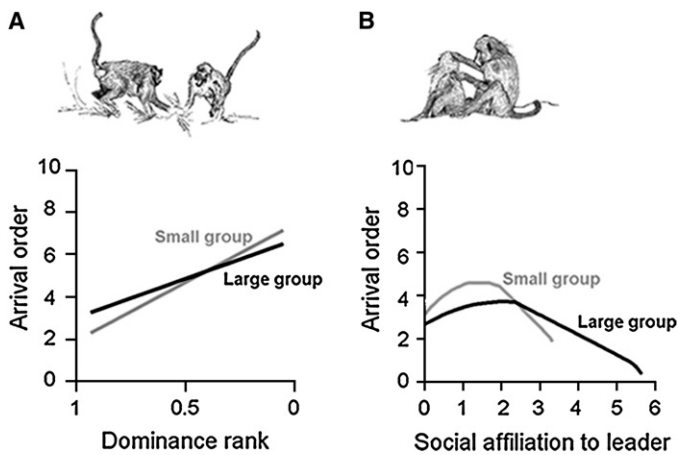 A
B
10
8
6
4
2
0
Arrival order
Small group
Large group
1
0.5
0
Dominance rank
10
8
6
4
2
0
Arrival order
Small group
Large group
0
1
2
3
4
5
6
Social affiliation to leader